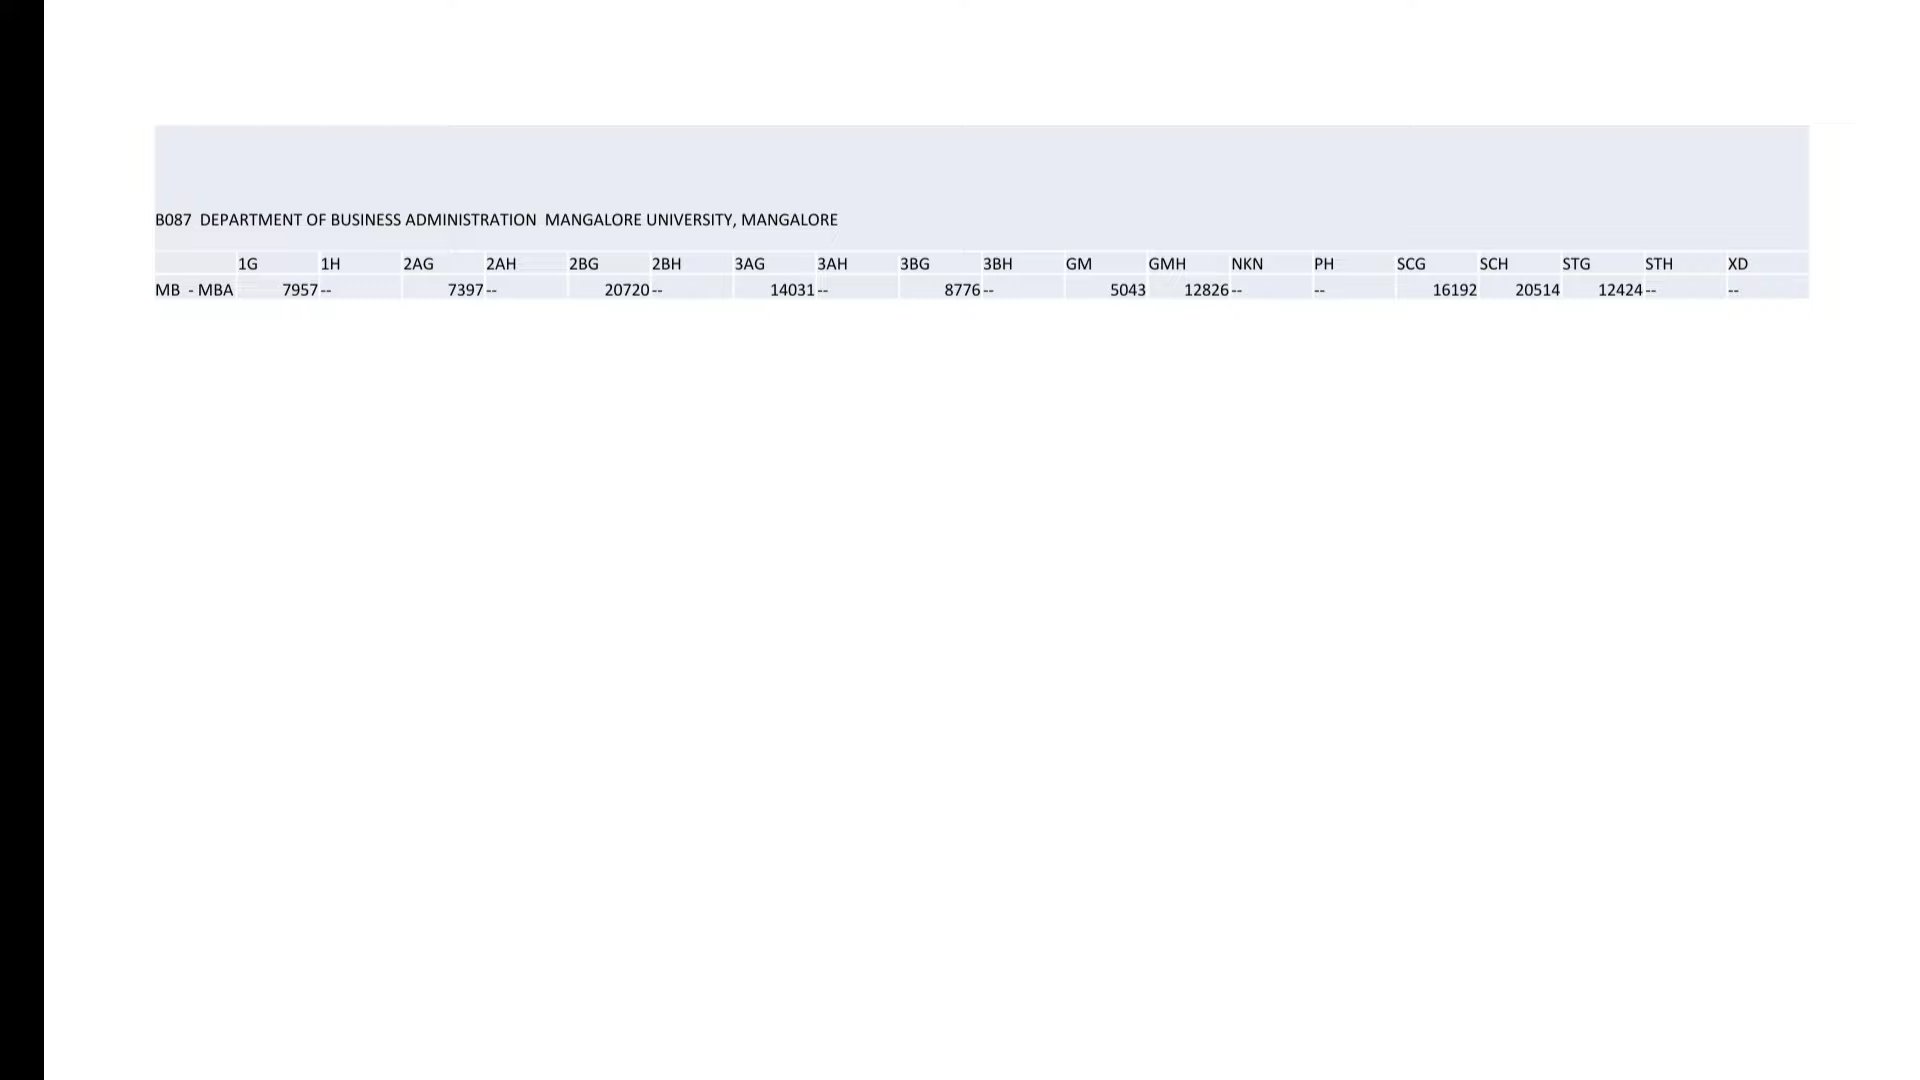 B087  DEPARTMENT OF BUSINESS ADMINISTRATION  MANGALORE UNIVERSITY, MANGALORE
1G 1H 2AG 2AH 2BG 2BH 3AG 3AH 3BG 3BH GM GMH NKN PH SCG SCH STG STH XD
MB  - MBA 7957 -- 7397 -- 20720 -- 14031 -- 8776 -- 5043 12826 -- -- 16192 20514 12424 -- --